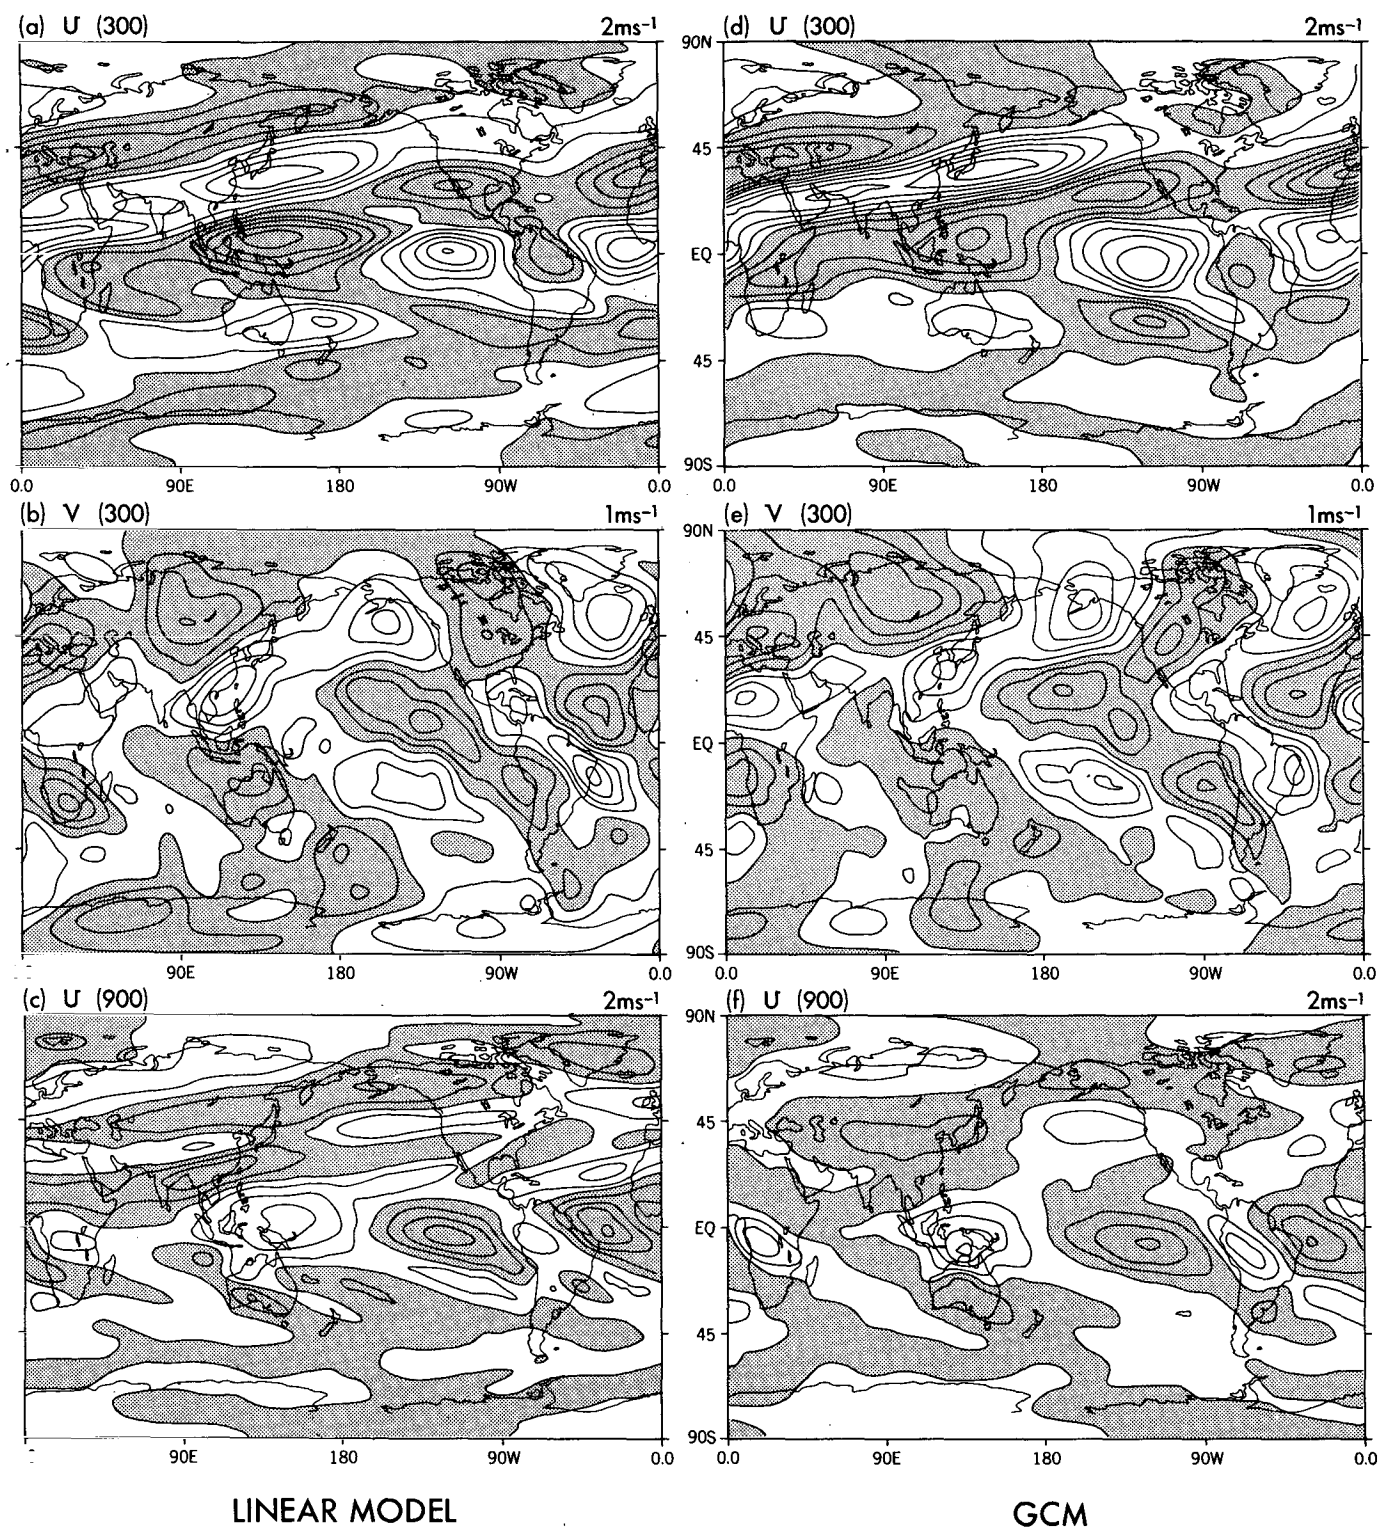 (a) U (300) 2ms⁻¹
(d) U (300) 2ms⁻¹
90N
45
EQ
45
90S
0.0 90E 180 90W 0.0
0.0 90E 180 90W 0.0
(b) V (300) 1ms⁻¹
(e) V (300) 1ms⁻¹
90N
45
EQ
45
90S
90E 180 90W 0.0
0.0 90E 180 90W 0.0
(c) U (900) 2ms⁻¹
(f) U (900) 2ms⁻¹
90N
45
EQ
45
90S
90E 180 90W 0.0
0.0 90E 180 90W 0.0
LINEAR MODEL
GCM